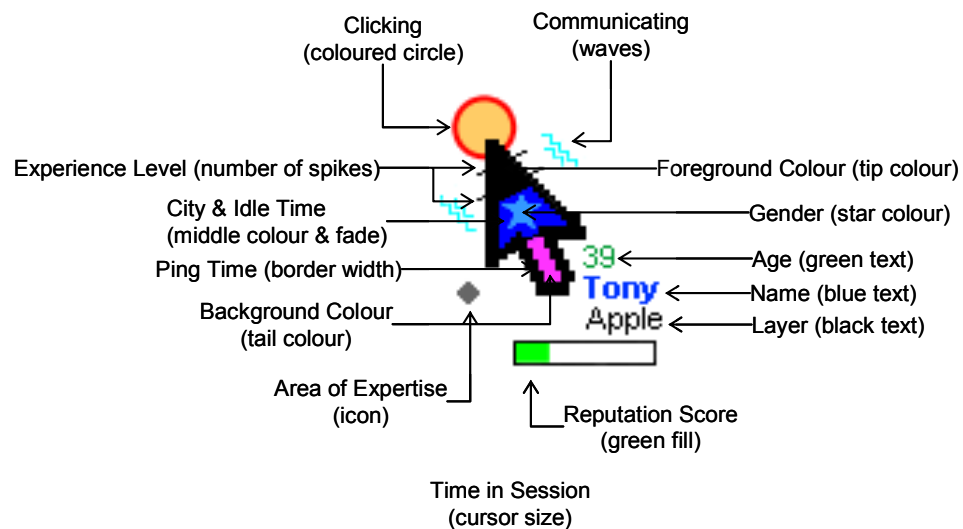 Clicking
(coloured circle)
Communicating
(waves)
Experience Level (number of spikes)
Foreground Colour (tip colour)
City & Idle Time
(middle colour & fade)
Gender (star colour)
Ping Time (border width)
39
Age (green text)
Tony
Name (blue text)
Background Colour
(tail colour)
Apple
Layer (black text)
Area of Expertise
(icon)
Reputation Score
(green fill)
Time in Session
(cursor size)